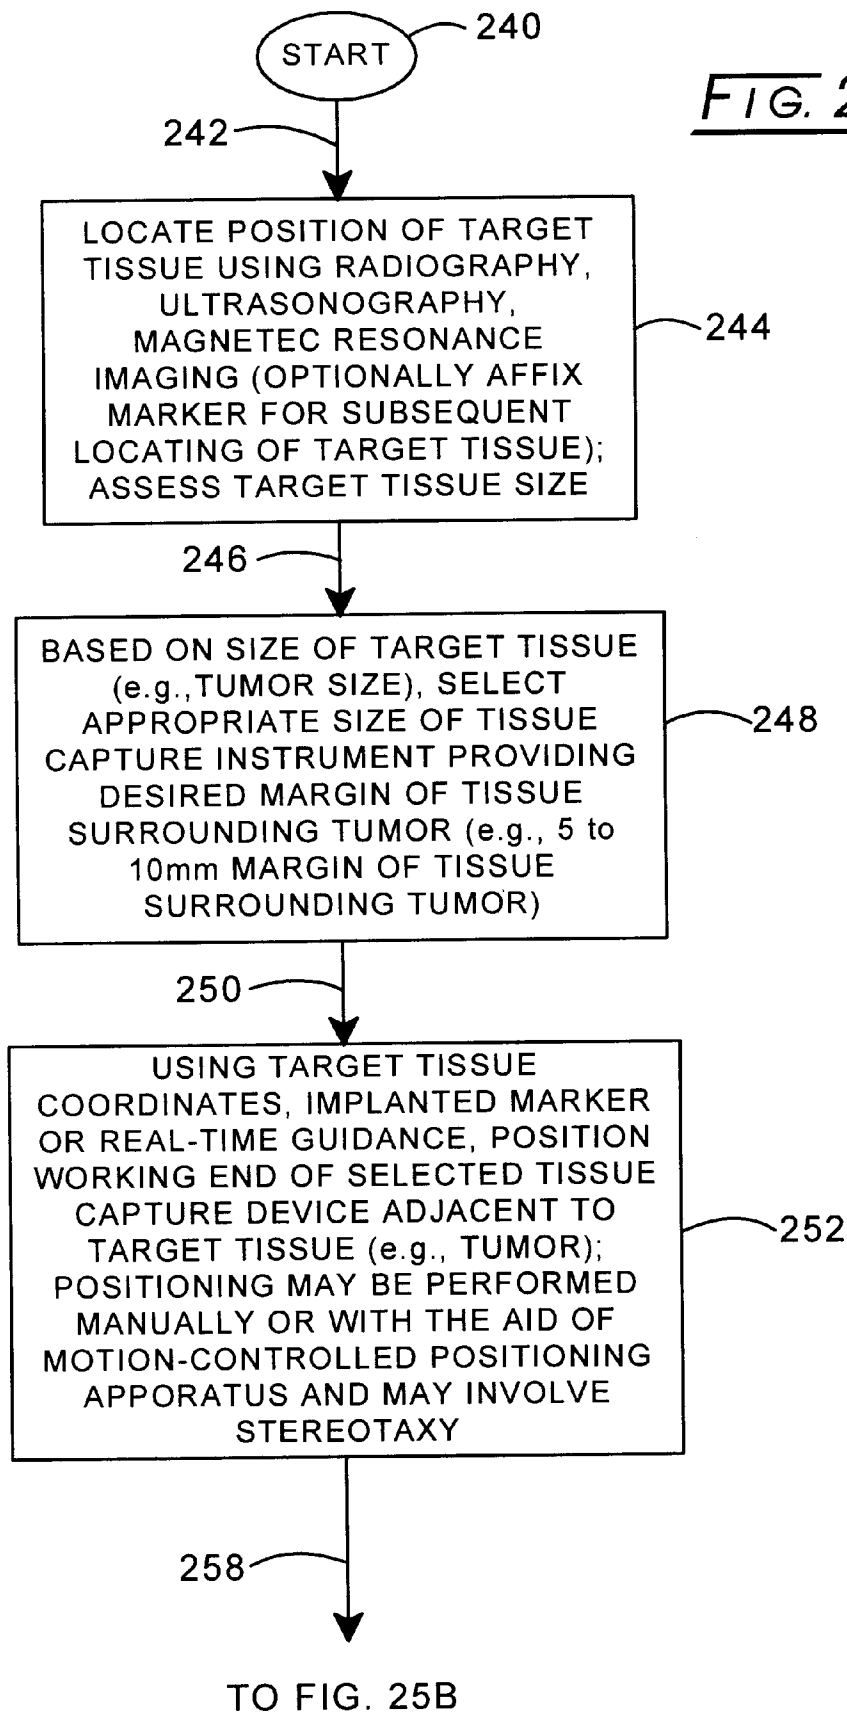 START
240
FIG. 2
242
LOCATE POSITION OF TARGET
TISSUE USING RADIOGRAPHY,
ULTRASONOGRAPHY,
MAGNETEC RESONANCE
IMAGING (OPTIONALLY AFFIX
MARKER FOR SUBSEQUENT
LOCATING OF TARGET TISSUE);
ASSESS TARGET TISSUE SIZE
244
246
BASED ON SIZE OF TARGET TISSUE
(e.g.,TUMOR SIZE), SELECT
APPROPRIATE SIZE OF TISSUE
CAPTURE INSTRUMENT PROVIDING
DESIRED MARGIN OF TISSUE
SURROUNDING TUMOR (e.g., 5 to
10mm MARGIN OF TISSUE
SURROUNDING TUMOR)
248
250
USING TARGET TISSUE
COORDINATES, IMPLANTED MARKER
OR REAL-TIME GUIDANCE, POSITION
WORKING END OF SELECTED TISSUE
CAPTURE DEVICE ADJACENT TO
TARGET TISSUE (e.g., TUMOR);
POSITIONING MAY BE PERFORMED
MANUALLY OR WITH THE AID OF
MOTION-CONTROLLED POSITIONING
APPORATUS AND MAY INVOLVE
STEREOTAXY
252
258
TO FIG. 25B